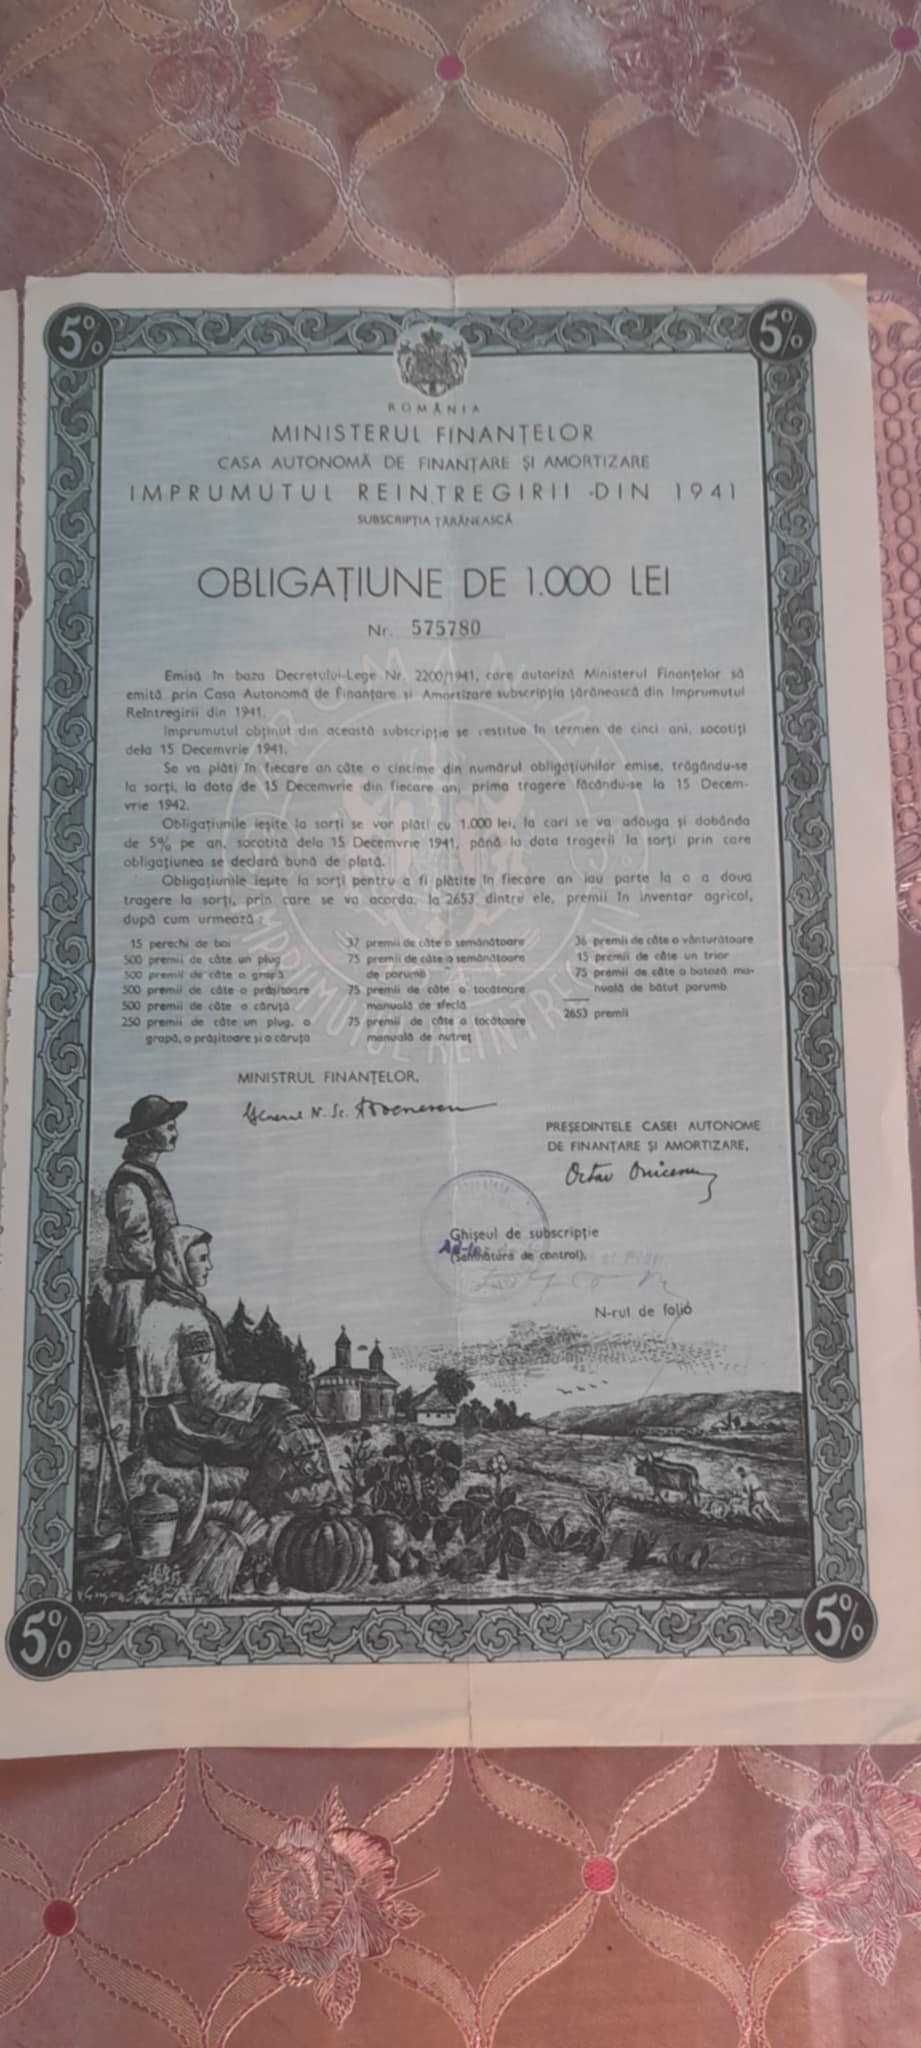 5%
5%
ROMÂNIA
MINISTERUL FINANȚELOR
CASA AUTONOMĂ DE FINANȚARE ȘI AMORTIZARE
IMPRUMUTUL REINTREGIRII DIN 1941
SUBSCRIPȚIA ȚĂRĂNEASCĂ
OBLIGAȚIUNE DE 1.000 LEI
Nr. 575780
Emisă în baza Decretului-Lege Nr. 2200/1941, care autoriză Ministerul Finanțelor să
emită prin Casa Autonomă de Finanțare și Amortizare subscripția țărănească din Imprumutul
Reîntregirii din 1941.
Imprumutul obținut din această subscripție se restitue în termen de cinci ani, socotiți
dela 15 Decemvrie 1941.
Se va plăti în fiecare an câte o cincime din numărul obligațiunilor emise, trăgându-se
la sorți, la data de 15 Decemvrie din fiecare an, prima tragere făcându-se la 15 Decem-
vrie 1942.
Obligațiunile ieșite la sorți se vor plăti cu 1.000 lei, la cari se va adăuga și dobânda
de 5% pe an, socotită dela 15 Decemvrie 1941, până la data tragerii la sorți prin care
obligațiunea se declară bună de plată.
Obligațiunile ieșite la sorți pentru a fi plătite în fiecare an iau parte la o a doua
tragere la sorți, prin care se va acorda, la 2653 dintre ele, premii în inventar agricol,
după cum urmează :
15 perechi de boi
500 premii de câte un plug
500 premii de câte o grapă
500 premii de câte o prășitoare
500 premii de câte o căruță
250 premii de câte un plug, o
grapă, o prășitoare și o căruță
37 premii de câte o semănătoare
75 premii de câte o semănătoare
de porumb
75 premii de câte o tocătoare
manuală de sfeclă
75 premii de câte o tocătoare
manuală de nutreț
36 premii de câte o vânturătoare
15 premii de câte un trior
75 premii de câte o batoză ma-
nuală de bătut porumb
2653 premii
MINISTRUL FINANȚELOR,
General N. Sc.
PREȘEDINTELE CASEI AUTONOME
DE FINANȚARE ȘI AMORTIZARE,
Octav Onicescu
Ghișeul de subscripție
(Semnătura de control),
N-rul de folio
5%
5%